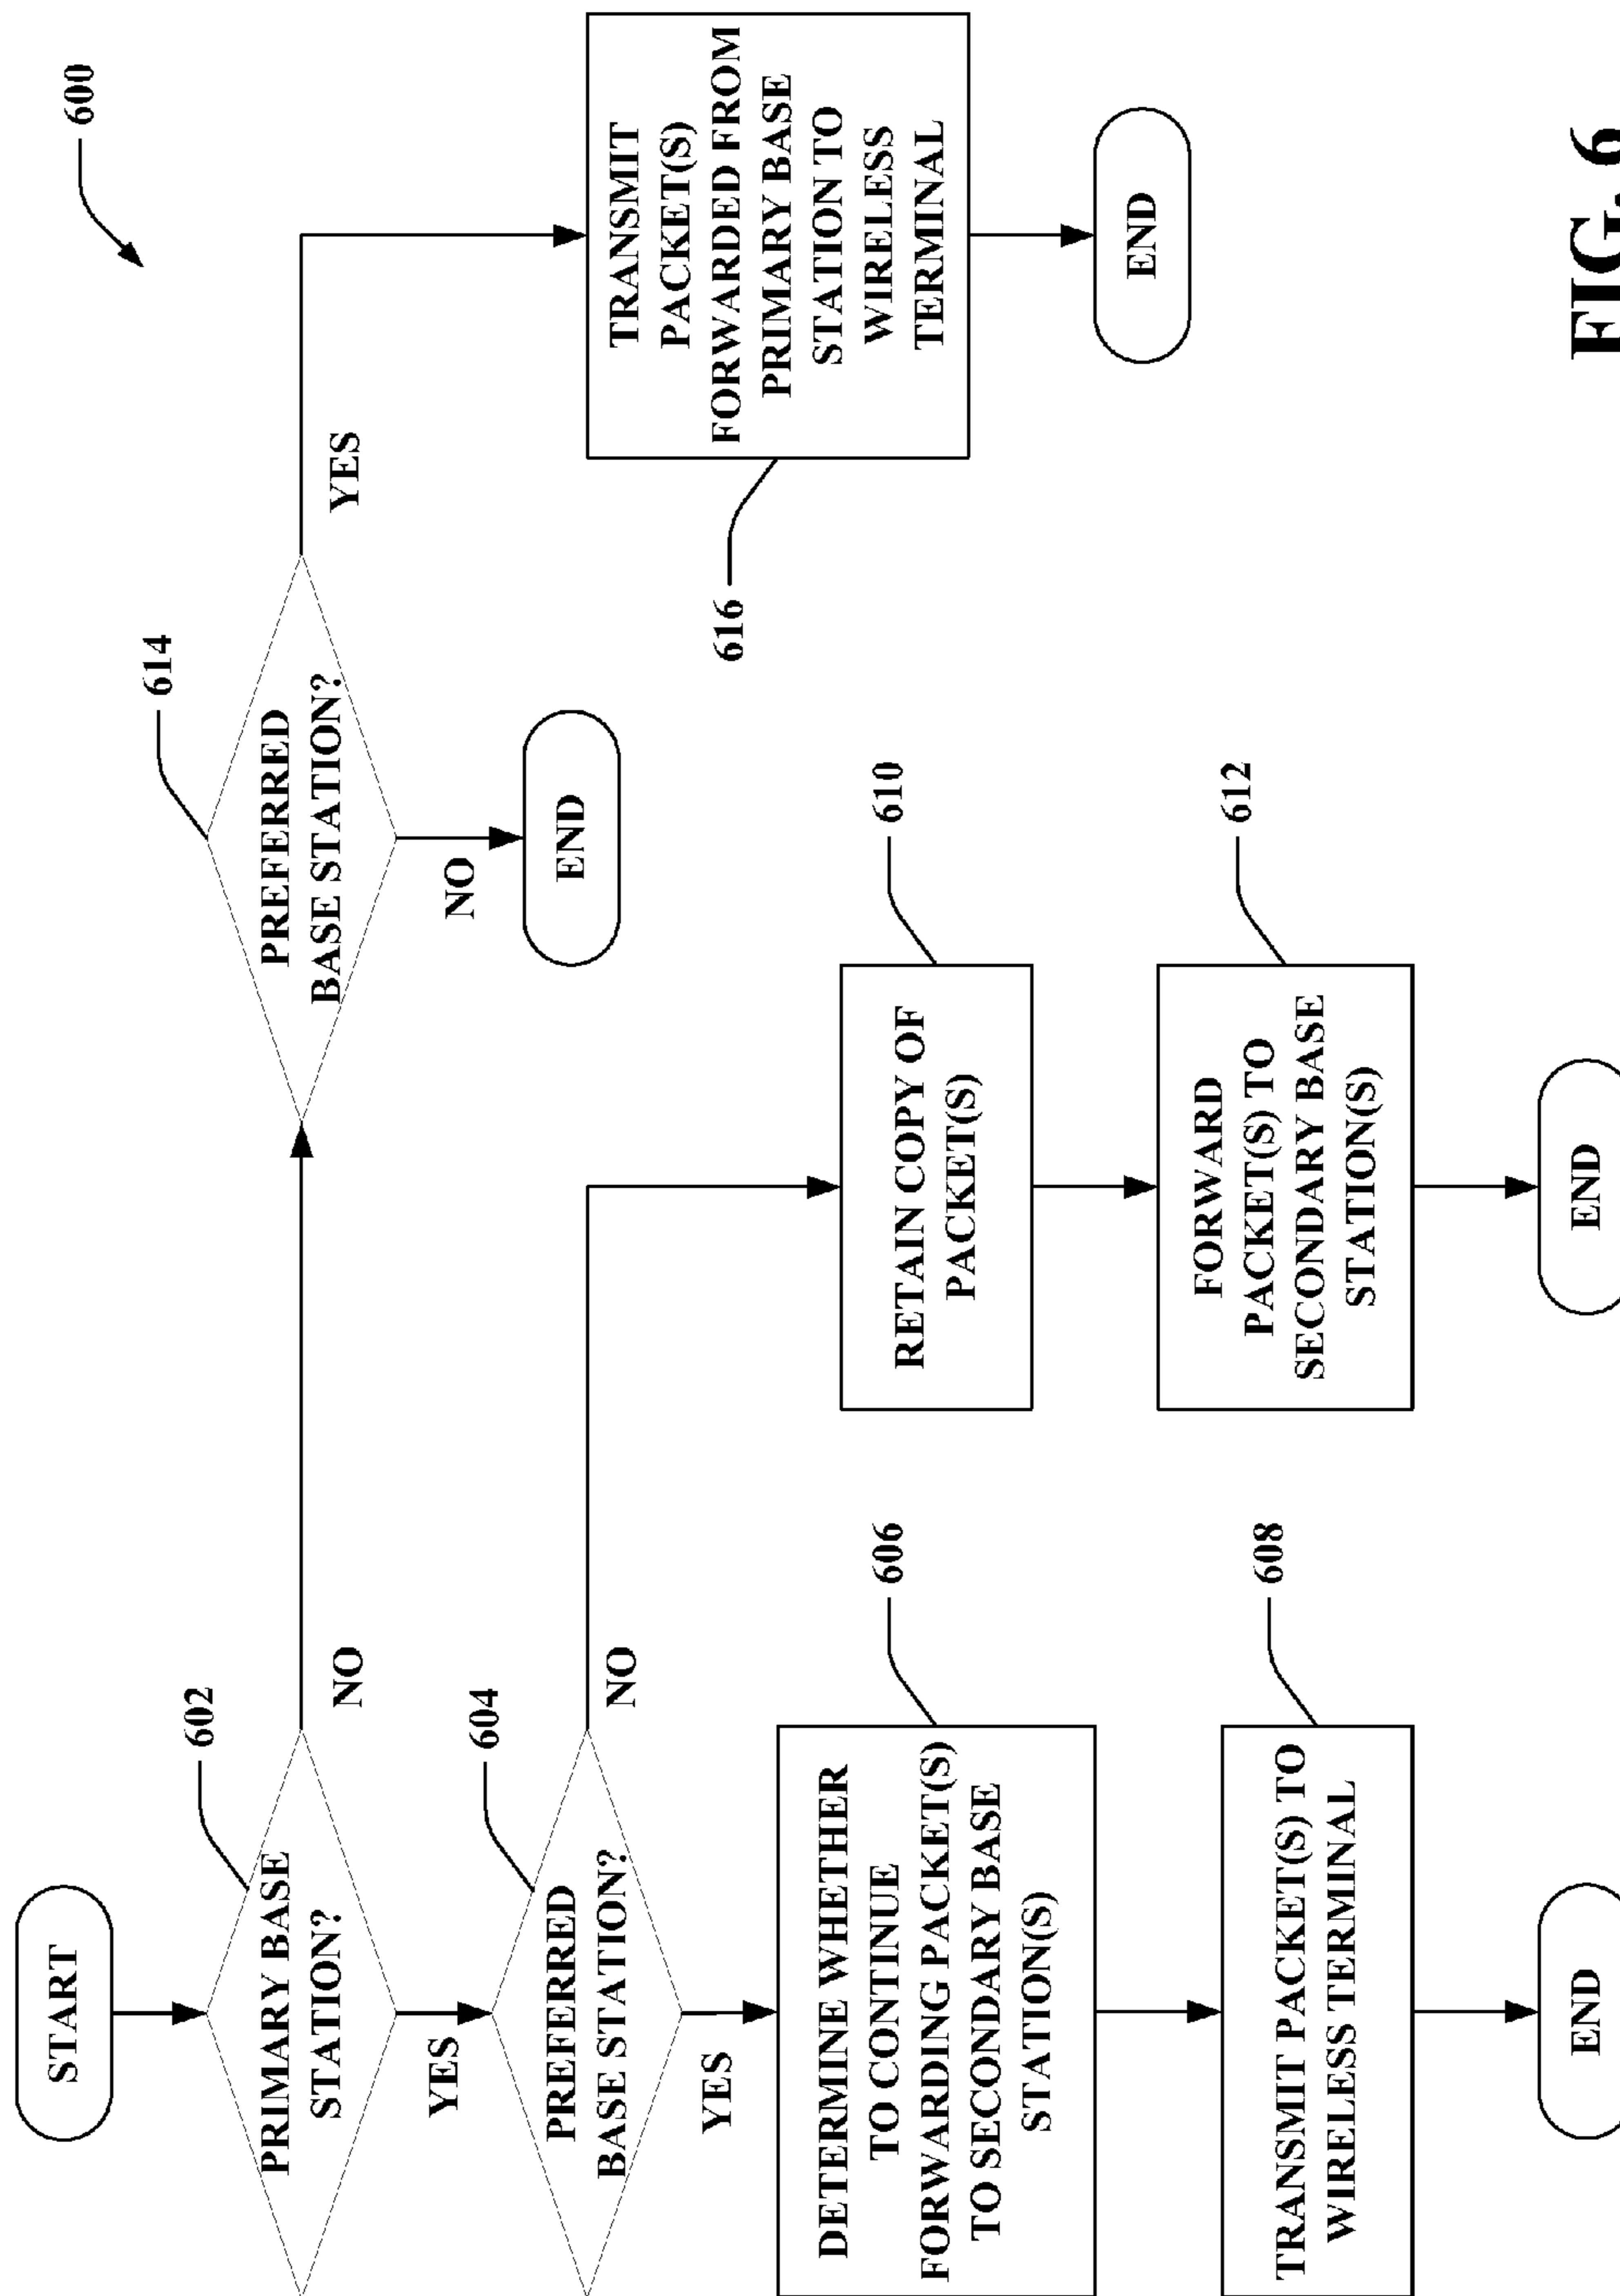 600
START
602
PRIMARY BASE
STATION?
NO
YES
614
PREFERRED
BASE STATION?
YES
NO
END
604
PREFERRED
BASE STATION?
NO
YES
606
DETERMINE WHETHER
TO CONTINUE
FORWARDING PACKET(S)
TO SECONDARY BASE
STATION(S)
608
TRANSMIT PACKET(S) TO
WIRELESS TERMINAL
END
610
RETAIN COPY OF
PACKET(S)
612
FORWARD
PACKET(S) TO
SECONDARY BASE
STATION(S)
END
616
TRANSMIT
PACKET(S)
FORWARDED FROM
PRIMARY BASE
STATION TO
WIRELESS
TERMINAL
END
FIG. 6